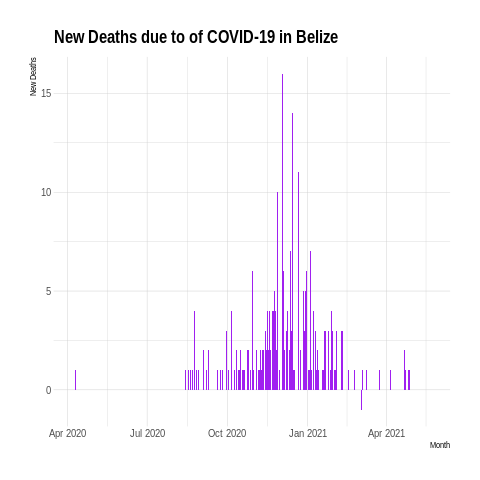 New Deaths due to of COVID-19 in Belize
New Deaths
15
10
5
0
Apr 2020 Jul 2020 Oct 2020 Jan 2021 Apr 2021
Month